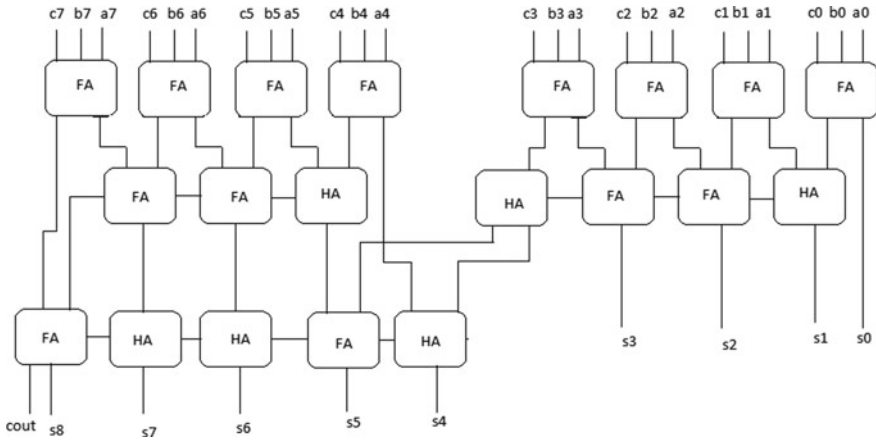 c7 b7 a7 c6 b6 a6 c5 b5 a5 c4 b4 a4 c3 b3 a3 c2 b2 a2 c1 b1 a1 c0 b0 a0
FA FA FA FA FA FA FA FA
FA FA HA HA FA FA HA
FA HA HA FA HA
s3 s2 s1 s0
cout s8 s7 s6 s5 s4